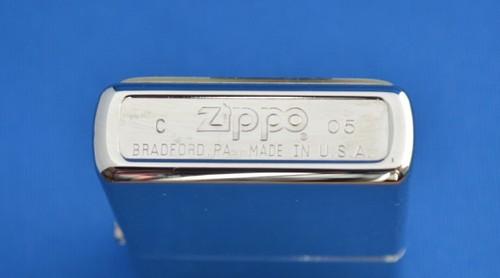 C Zippo® 05
BRADFORD, PA. MADE IN U.S.A.